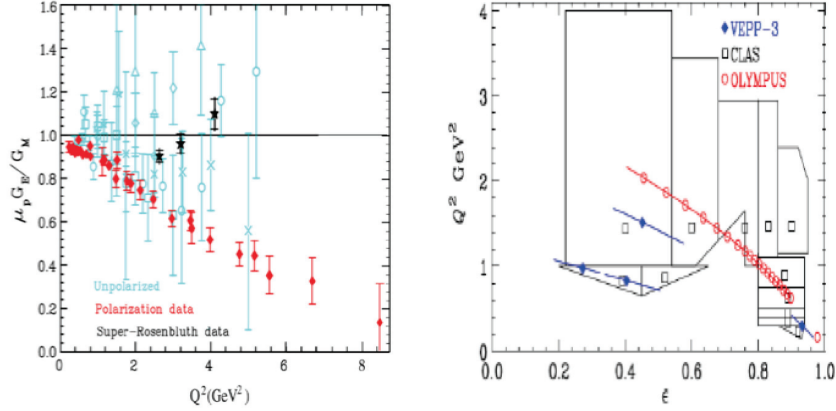 1.6
1.4
1.2
1.0
0.8
0.6
0.4
0.2
0.0
μpGE/GM
Unpolarized
Polarization data
Super-Rosenbluth data
0 2 4 6 8
Q²(GeV²)
4
3
2
1
0
Q² GeV²
VEPP-3
CLAS
OLYMPUS
0.0 0.2 0.4 0.6 0.8 1.0
ϵ